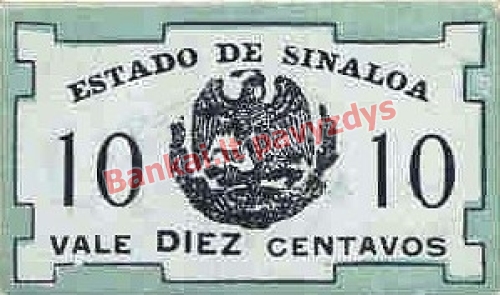 ESTADO DE SINALOA
Bankai.lt pavyzdys
10 10
VALE DIEZ CENTAVOS